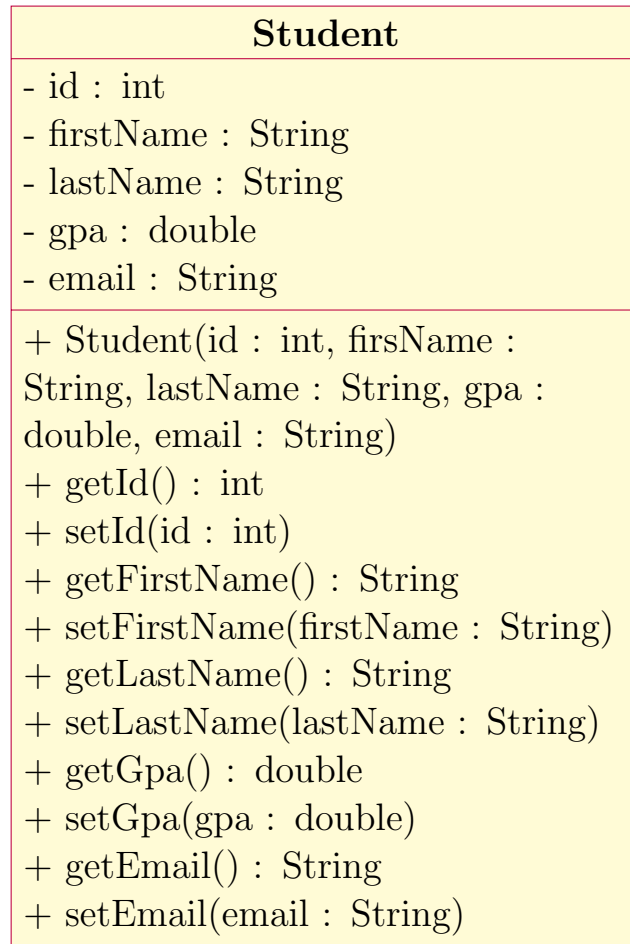 Student
- id : int
- firstName : String
- lastName : String
- gpa : double
- email : String
+ Student(id : int, firsName :
String, lastName : String, gpa :
double, email : String)
+ getId() : int
+ setId(id : int)
+ getFirstName() : String
+ setFirstName(firstName : String)
+ getLastName() : String
+ setLastName(lastName : String)
+ getGpa() : double
+ setGpa(gpa : double)
+ getEmail() : String
+ setEmail(email : String)